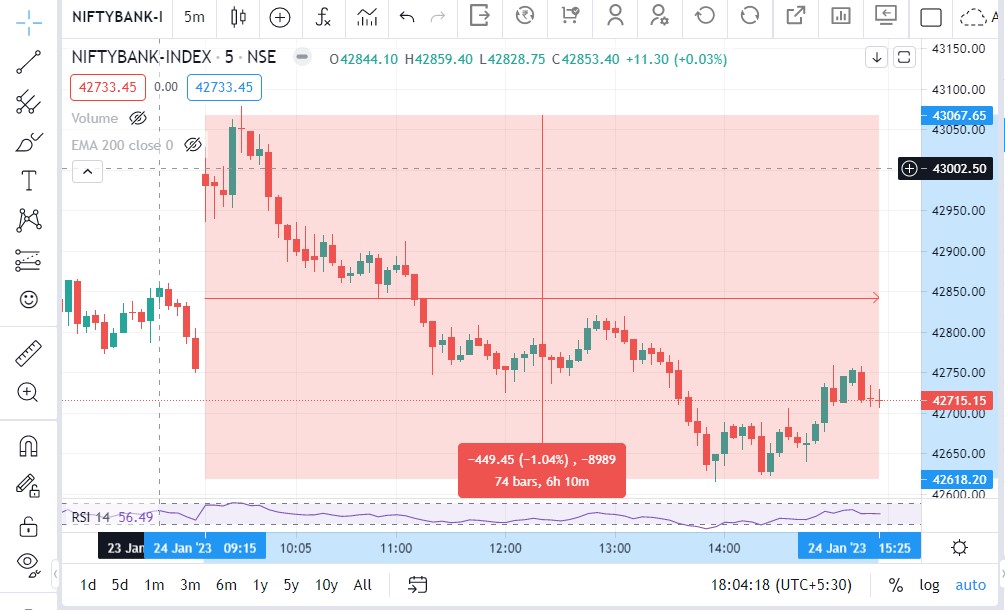 NIFTYBANK-I 5m
NIFTYBANK-INDEX · 5 · NSE O42844.10 H42859.40 L42828.75 C42853.40 +11.30 (+0.03%)
42733.45 0.00 42733.45
Volume
EMA 200 close 0
43150.00
43100.00
43067.65
43050.00
43002.50
42950.00
42900.00
42850.00
42800.00
42750.00
42715.15
42700.00
42650.00
42618.20
42600.00
−449.45 (−1.04%) , −8989
74 bars, 6h 10m
RSI 14 56.49
23 Jan 24 Jan '23 09:15 10:05 11:00 12:00 13:00 14:00 24 Jan '23 15:25
1d 5d 1m 3m 6m 1y 5y 10y All 18:04:18 (UTC+5:30) % log auto